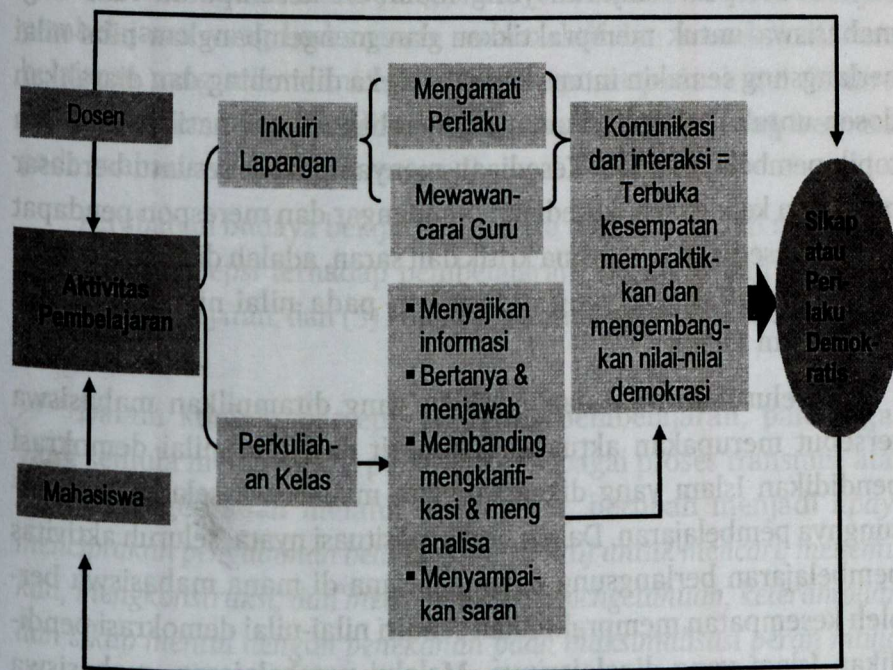 Dosen
Inkuiri
Lapangan
Mengamati
Perilaku
Mewawan-
carai Guru
Komunikasi
dan interaksi =
Terbuka
kesempatan
mempraktik-
kan dan
mengembang-
kan nilai-nilai
demokrasi
Sikap
atau
Peri-
laku
Demok-
ratis
Aktivitas
Pembelajaran
Menyajikan
informasi
Bertanya &
menjawab
Membanding
mengklarifi-
kasi & meng
analisa
Menyampai-
kan saran
Perkuliah-
an Kelas
Mahasiswa